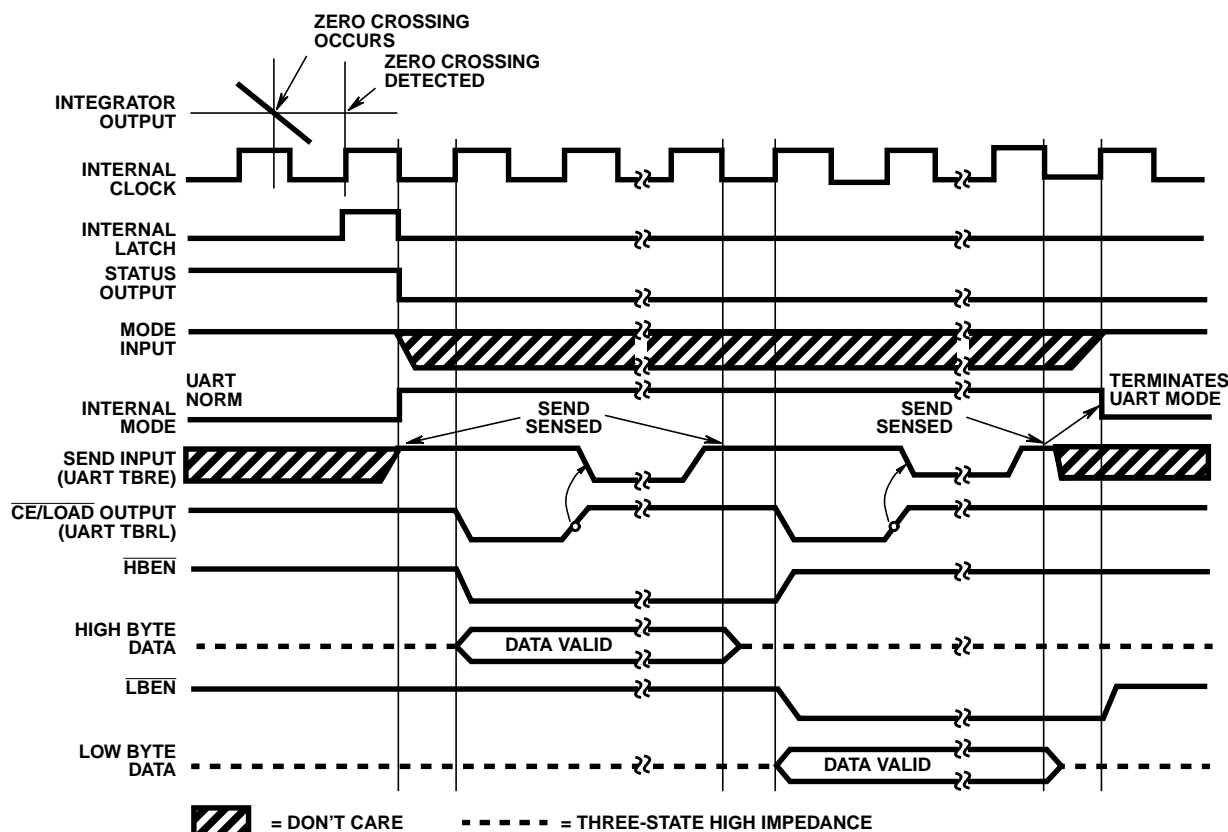 ZERO CROSSING
OCCURS
ZERO CROSSING
DETECTED
INTEGRATOR
OUTPUT
INTERNAL
CLOCK
INTERNAL
LATCH
STATUS
OUTPUT
MODE
INPUT
UART
NORM
TERMINATES
UART MODE
INTERNAL
MODE
SEND
SENSED
SEND
SENSED
SEND INPUT
(UART TBRE)
CE/LOAD OUTPUT
(UART TBRL)
HBEN
HIGH BYTE
DATA
DATA VALID
LBEN
LOW BYTE
DATA
DATA VALID
= DON'T CARE
= THREE-STATE HIGH IMPEDANCE